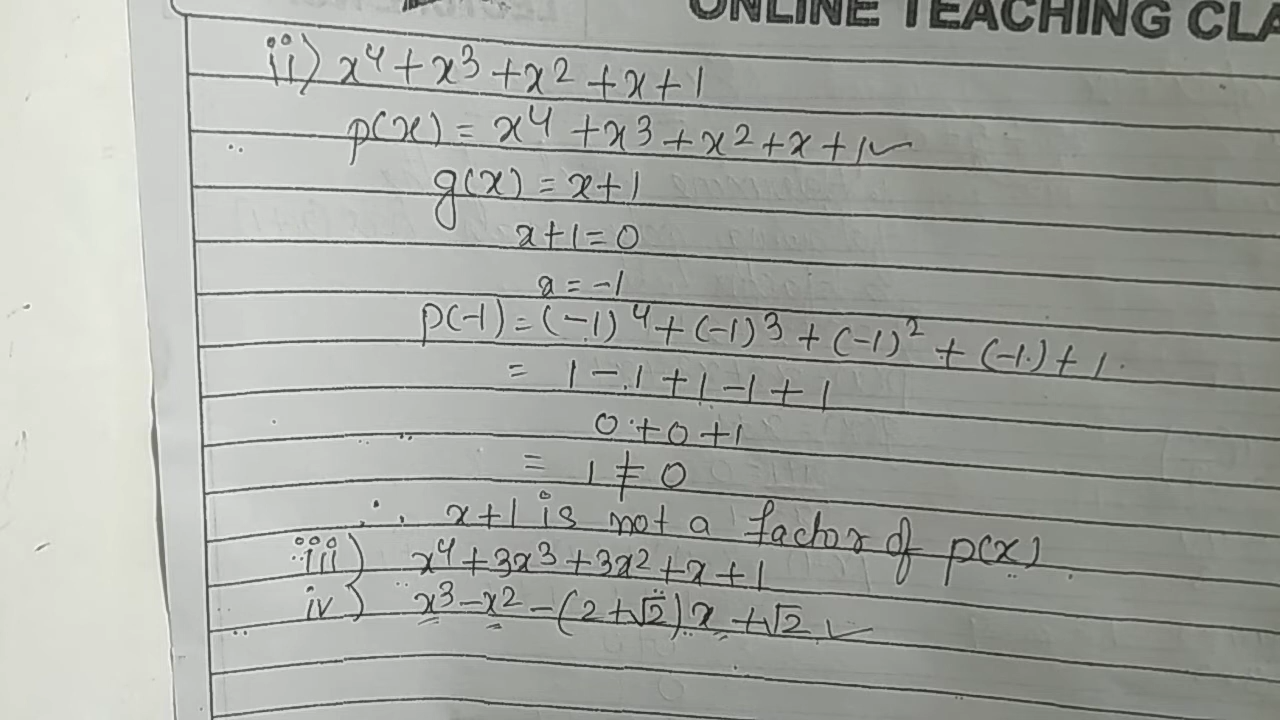 ONLINE TEACHING
ii) x⁴ + x³ + x² + x + 1
p(x) = x⁴ + x³ + x² + x + 1 ✓
g(x) = x + 1
x + 1 = 0
x = -1
p(-1) = (-1)⁴ + (-1)³ + (-1)² + (-1) + 1
= 1 - 1 + 1 - 1 + 1
0 + 0 + 1
= 1 ≠ 0
∴ x + 1 is not a factor of p(x)
iii) x⁴ + 3x³ + 3x² + x + 1
iv) x³ - x² - (2 + √2) x + √2 ✓